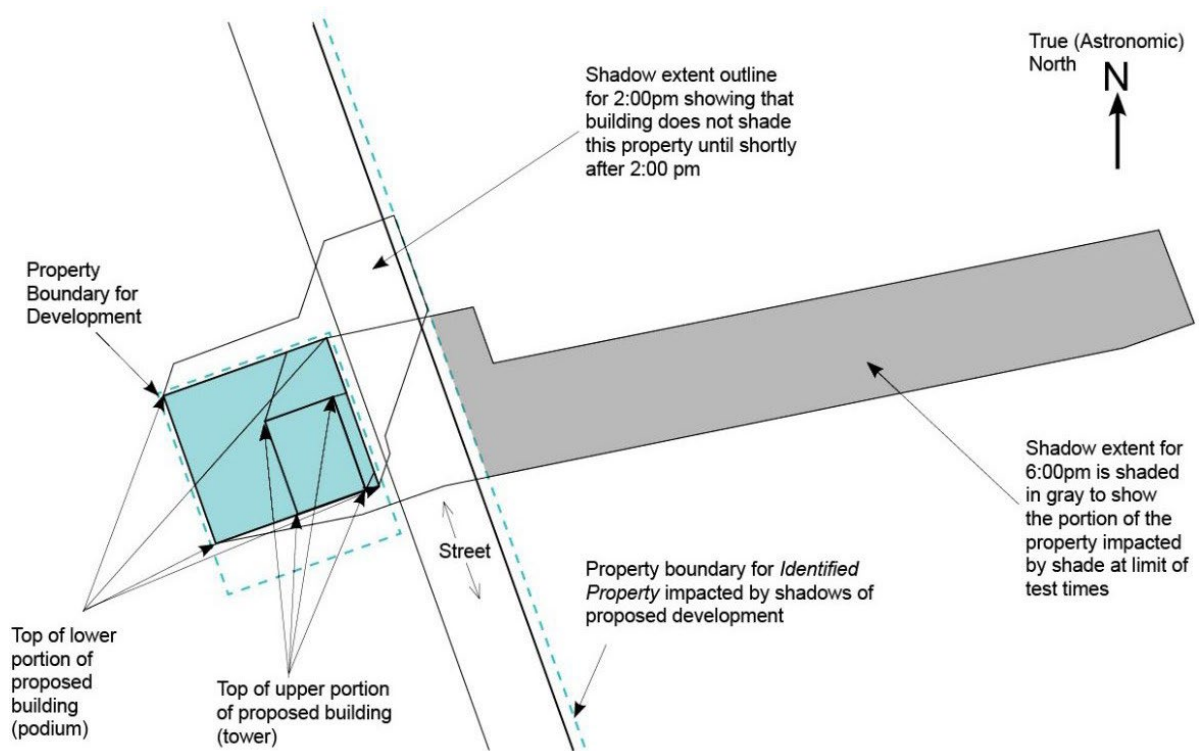 True (Astronomic)
North
N
Shadow extent outline
for 2:00pm showing that
building does not shade
this property until shortly
after 2:00 pm
Property
Boundary for
Development
Shadow extent for
6:00pm is shaded
in gray to show
the portion of the
property impacted
by shade at limit of
test times
Street
Property boundary for Identified
Property impacted by shadows of
proposed development
Top of lower
portion of
proposed
building
(podium)
Top of upper portion
of proposed building
(tower)